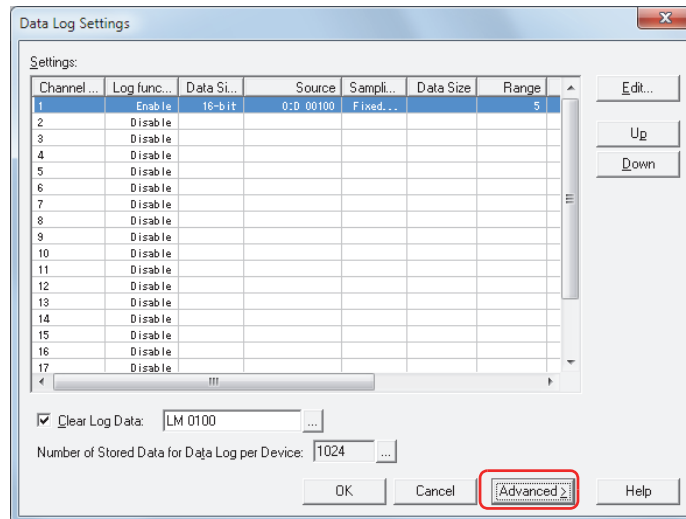 Data Log Settings
Settings:
Channel ... Log func... Data Si... Source Sampli... Data Size Range
1 Enable 16-bit 0:D 00100 Fixed... 5
2 Disable
3 Disable
4 Disable
5 Disable
6 Disable
7 Disable
8 Disable
9 Disable
10 Disable
11 Disable
12 Disable
13 Disable
14 Disable
15 Disable
16 Disable
17 Disable
Edit...
Up
Down
Clear Log Data: LM 0100 ...
Number of Stored Data for Data Log per Device: 1024 ...
OK Cancel Advanced > Help